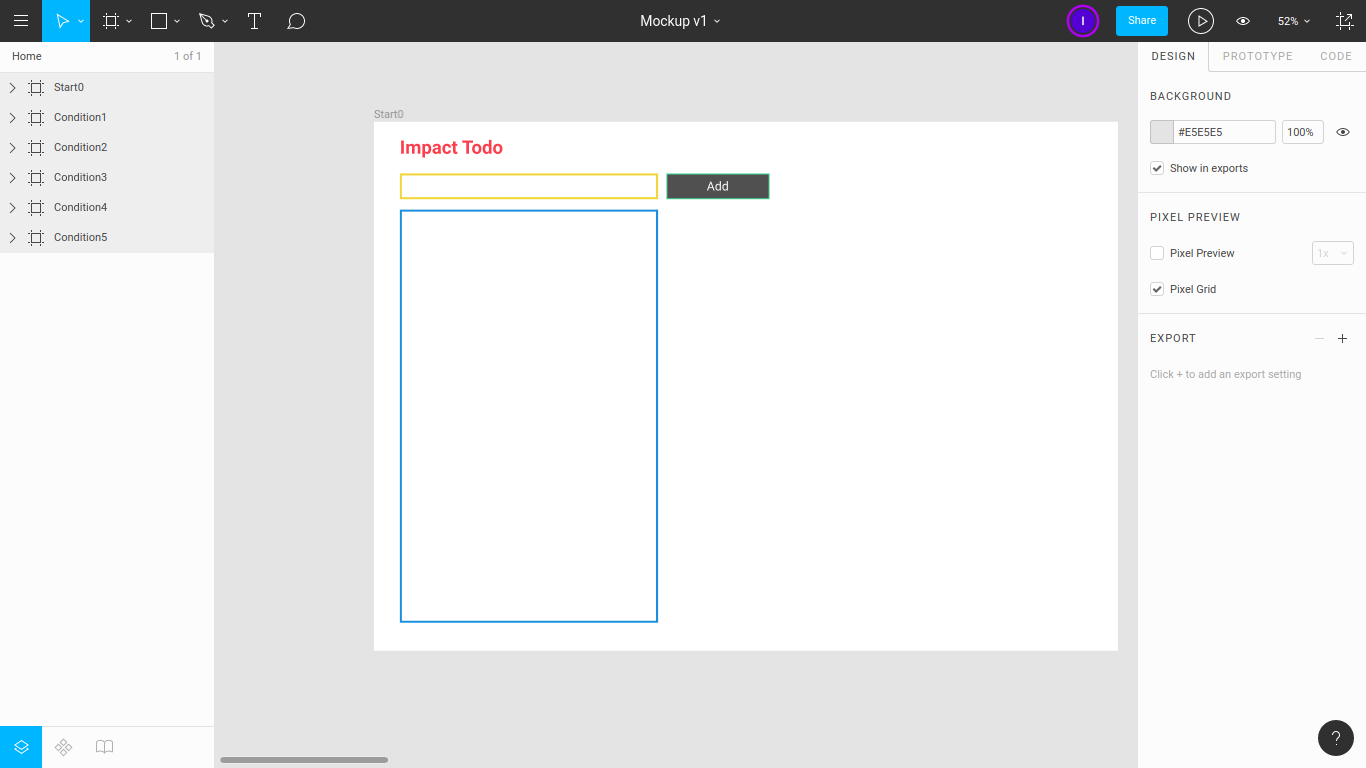 Mockup v1
I
Share
52%
Home
1 of 1
DESIGN
PROTOTYPE
CODE
Start0
Condition1
Condition2
Condition3
Condition4
Condition5
Start0
Impact Todo
Add
BACKGROUND
#E5E5E5
100%
Show in exports
PIXEL PREVIEW
Pixel Preview
1x
Pixel Grid
EXPORT
Click + to add an export setting
?